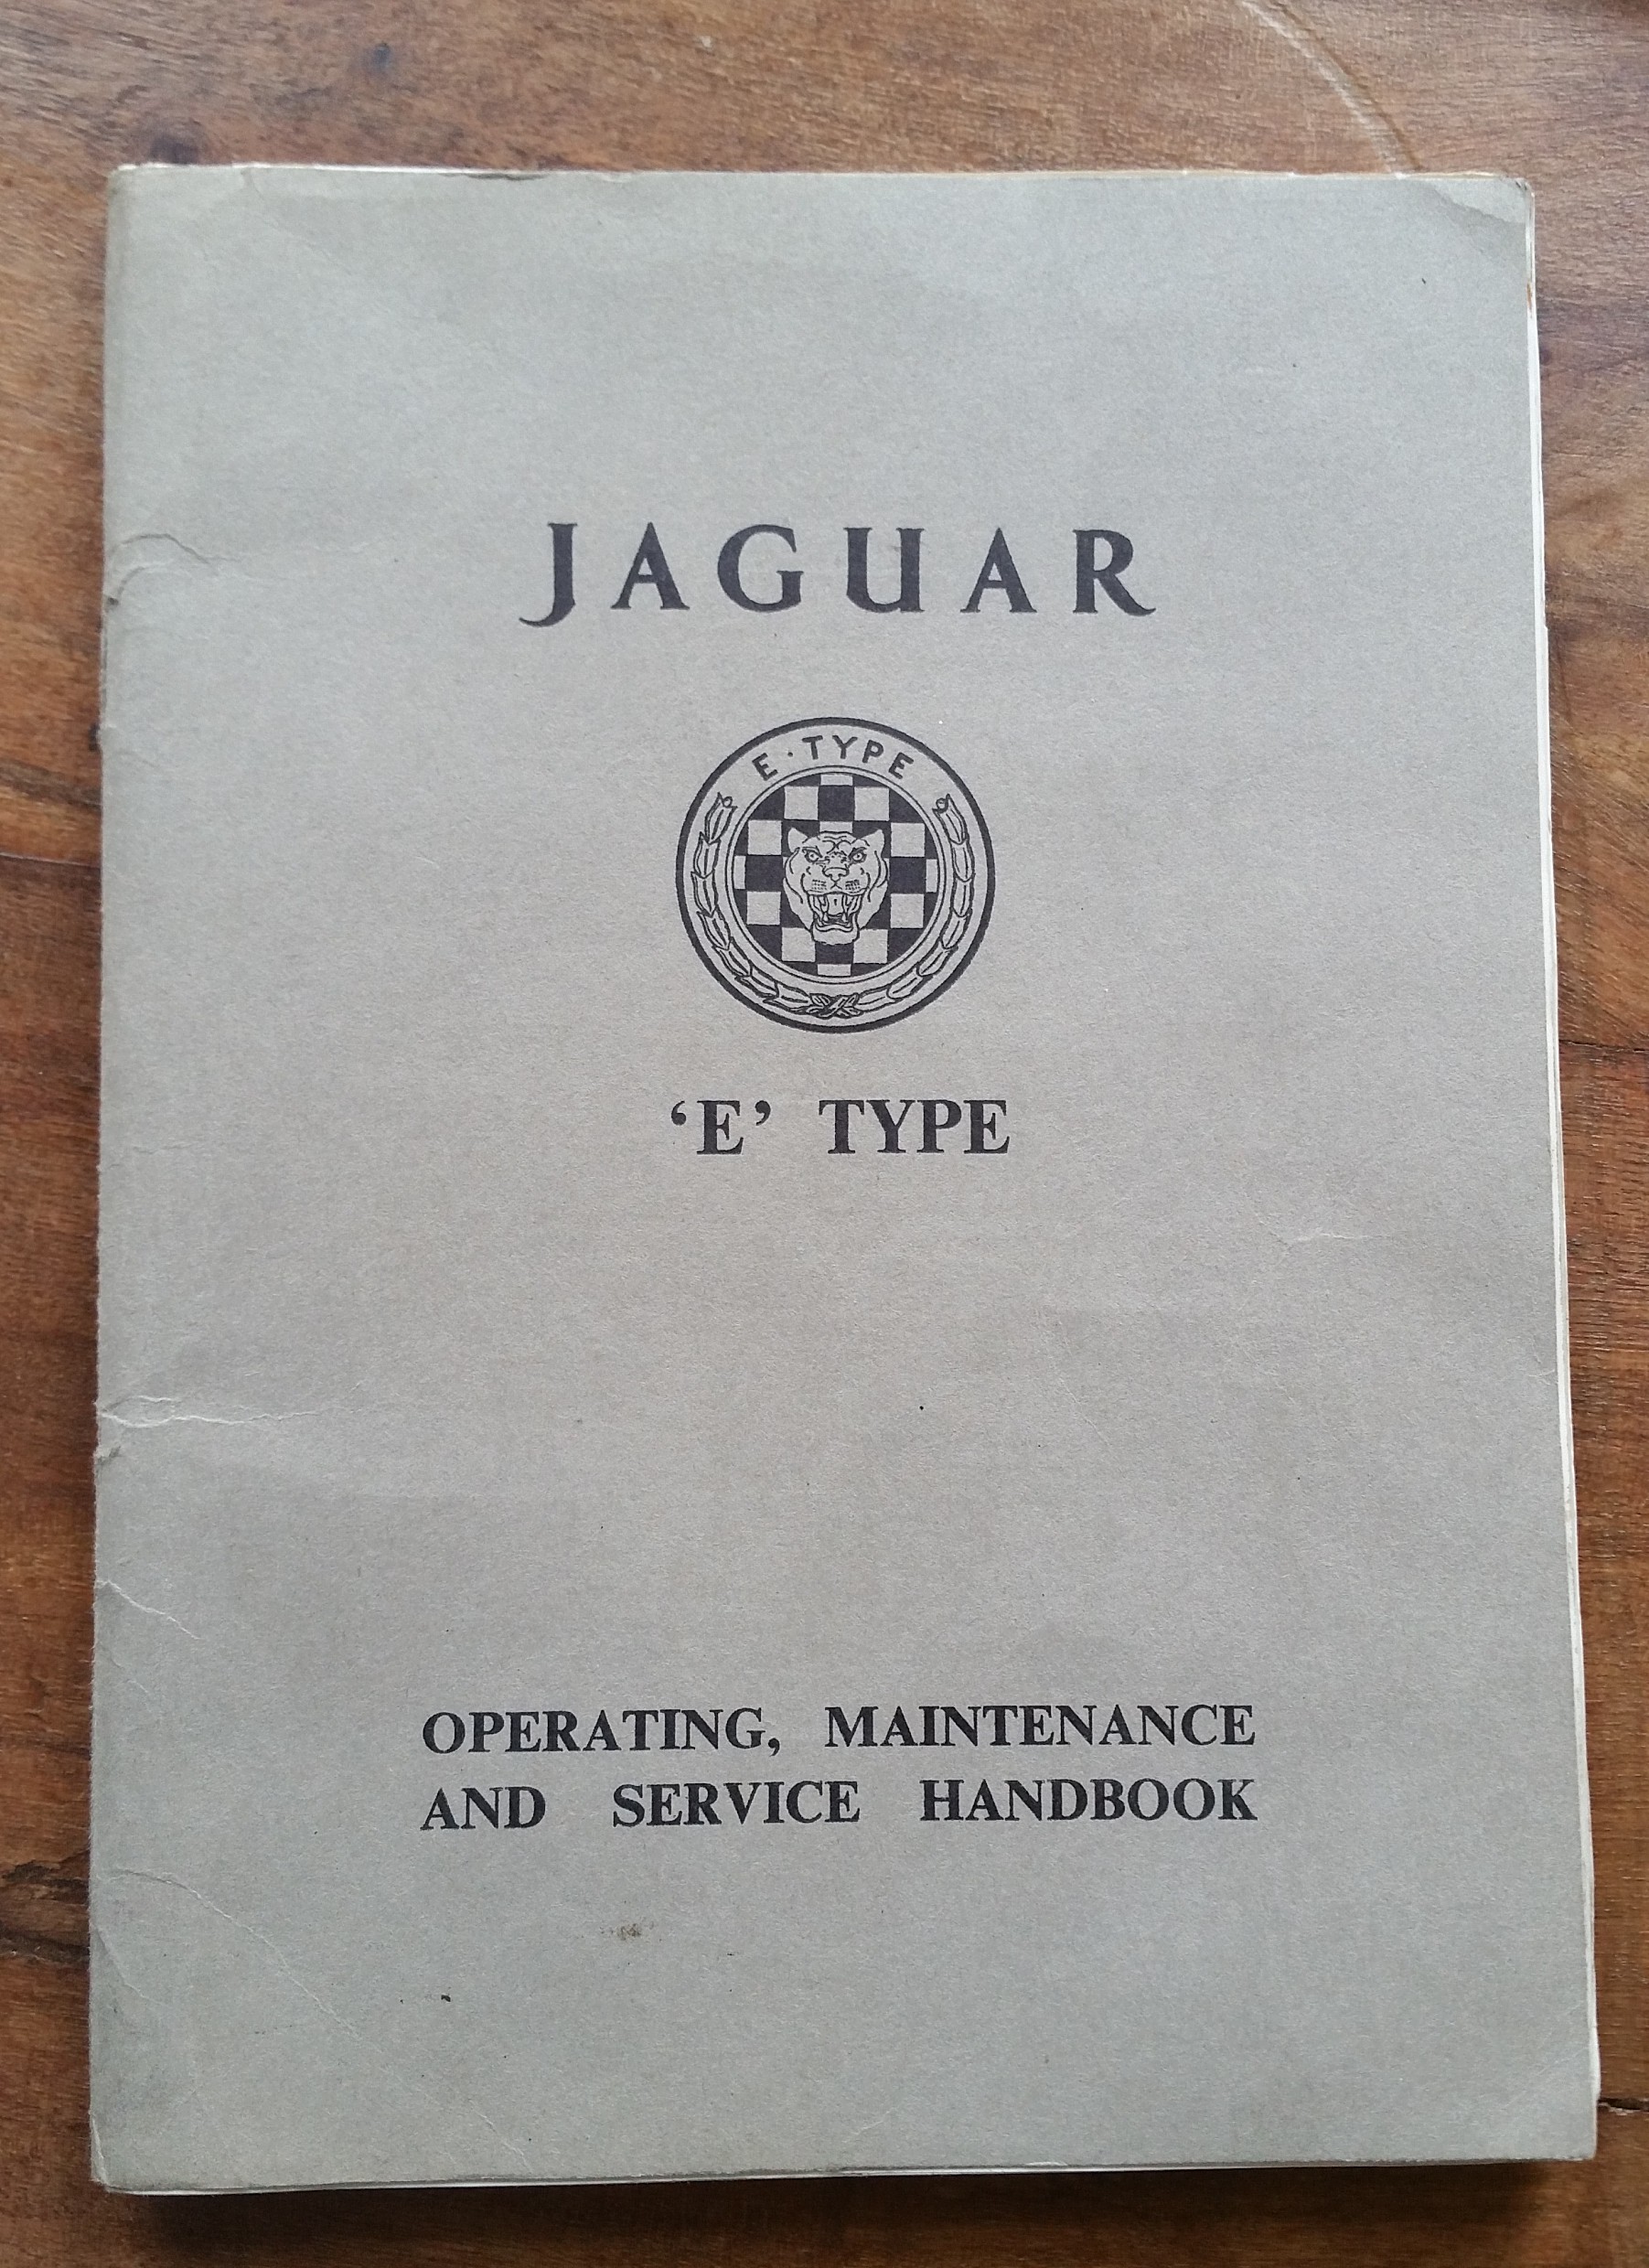 JAGUAR
E·TYPE
‘E’ TYPE
OPERATING, MAINTENANCE
AND SERVICE HANDBOOK